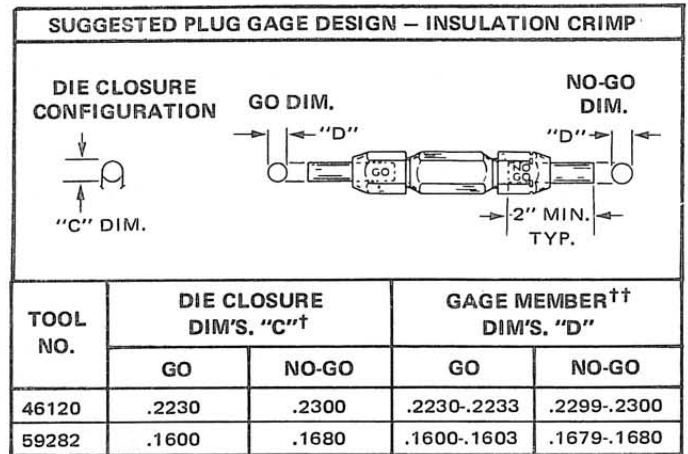 SUGGESTED PLUG GAGE DESIGN — INSULATION CRIMP
DIE CLOSURE
CONFIGURATION
"C" DIM.
GO DIM.
"D"
NO-GO
DIM.
"D"
GO
NO
GO
2" MIN.
TYP.
TOOL
NO.
DIE CLOSURE
DIM'S. "C"†
GAGE MEMBER††
DIM'S. "D"
GO NO-GO GO NO-GO
46120 .2230 .2300 .2230-.2233 .2299-.2300
59282 .1600 .1680 .1600-.1603 .1679-.1680